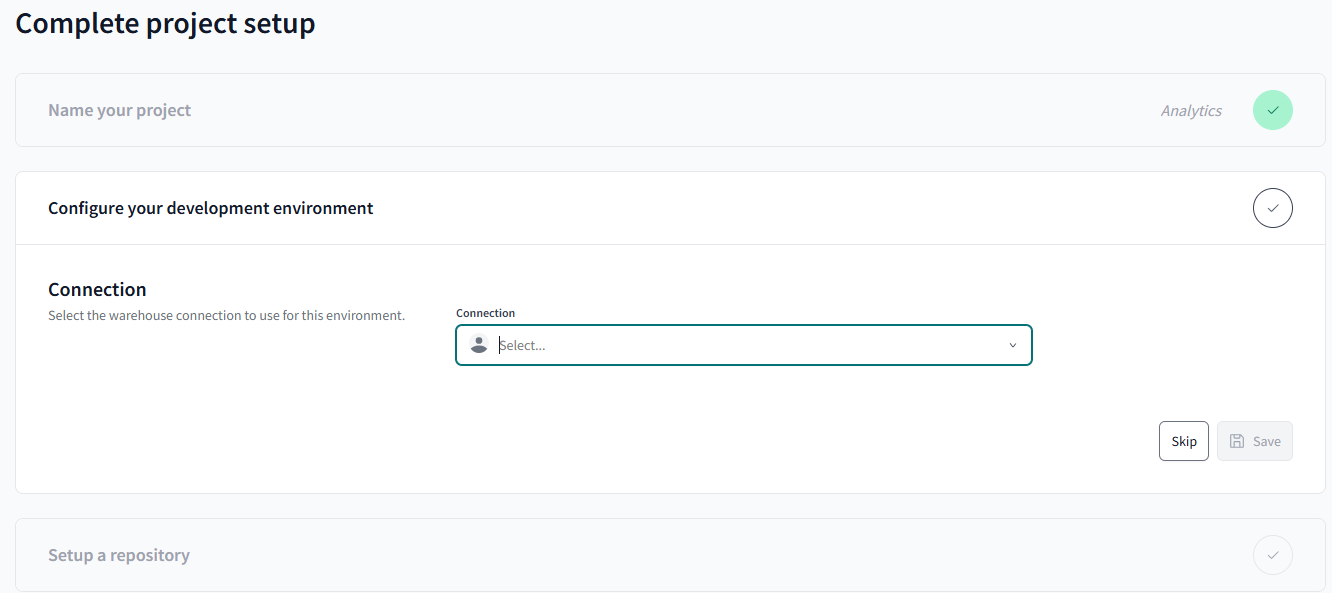 Complete project setup
Name your project
Analytics
Configure your development environment
Connection
Select the warehouse connection to use for this environment.
Connection
Select...
Skip
Save
Setup a repository